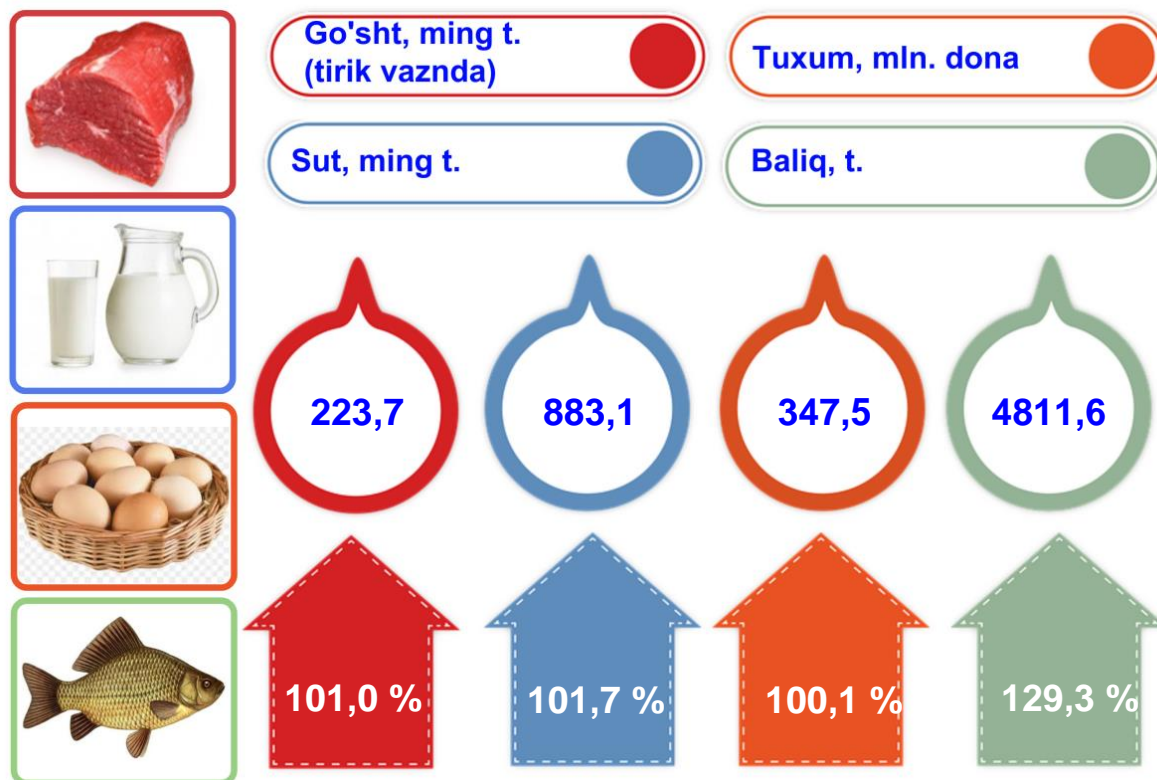 Go'sht, ming t.
(tirik vaznda)
Tuxum, mln. dona
Sut, ming t.
Baliq, t.
223,7
883,1
347,5
4811,6
101,0 %
101,7 %
100,1 %
129,3 %